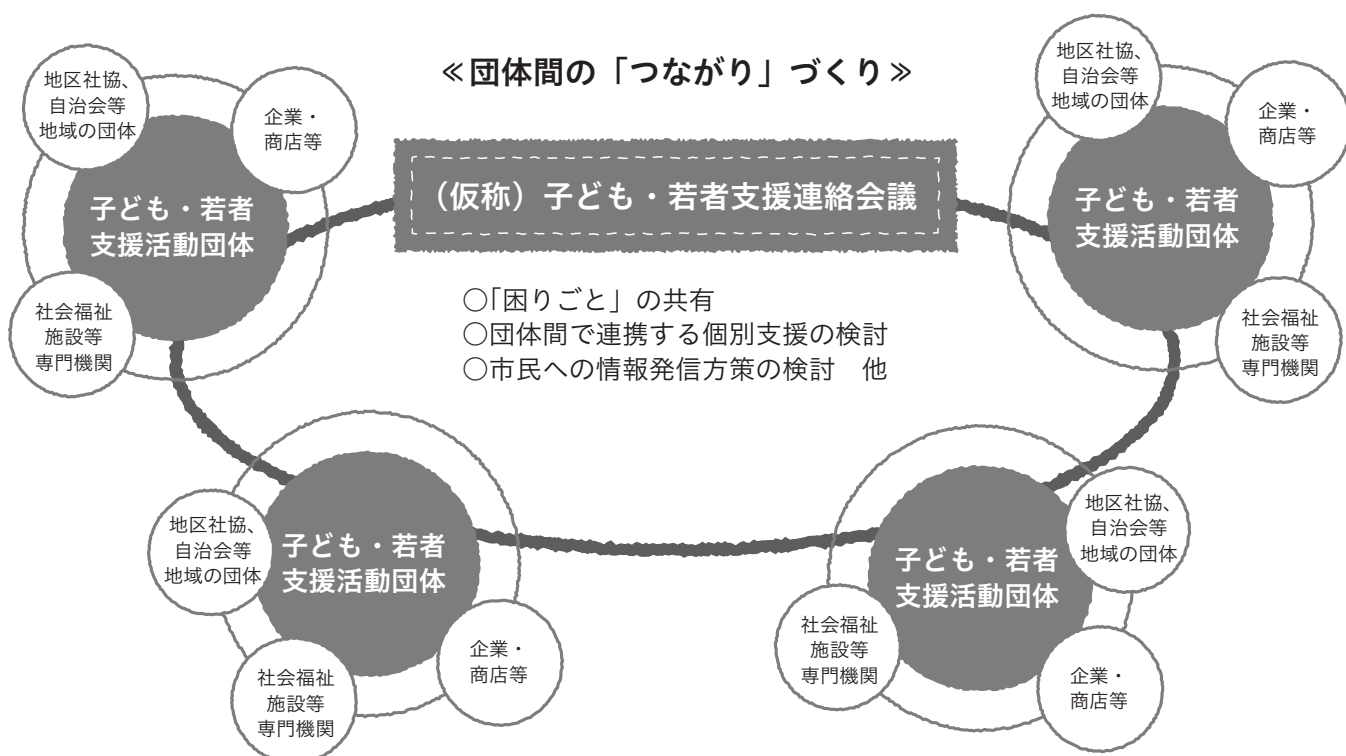 ≪団体間の「つながり」づくり≫
(仮称)子ども・若者支援連絡会議
○「困りごと」の共有
○団体間で連携する個別支援の検討
○市民への情報発信方策の検討　他
地区社協、
自治会等
地域の団体
企業・
商店等
子ども・若者
支援活動団体
社会福祉
施設等
専門機関
地区社協、
自治会等
地域の団体
企業・
商店等
子ども・若者
支援活動団体
社会福祉
施設等
専門機関
地区社協、
自治会等
地域の団体
子ども・若者
支援活動団体
企業・
商店等
社会福祉
施設等
専門機関
地区社協、
自治会等
地域の団体
子ども・若者
支援活動団体
社会福祉
施設等
専門機関
企業・
商店等